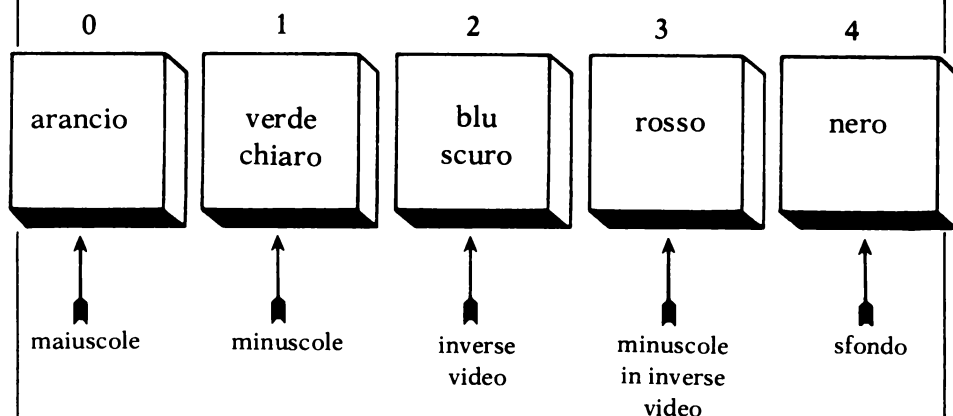 0 1 2 3 4
arancio verde blu rosso nero
chiaro scuro
maiuscole minuscole inverse minuscole sfondo
video in inverse
video